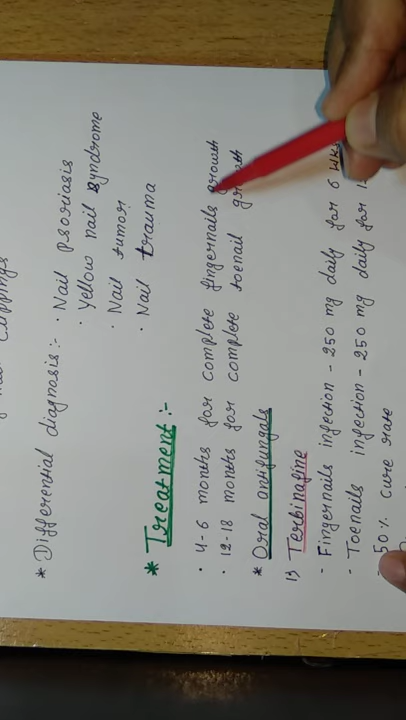 clippings
* Differential diagnosis :- · Nail psoriasis
· Yellow nail syndrome
· Nail tumor
· Nail trauma
* Treatment :-
· 4-6 months for complete fingernails growth
· 12-18 months for complete toenail growth
* Oral antifungals
1) Terbinafine
- Fingernails infection - 250 mg daily for 6 wks
- Toenails infection - 250 mg daily for
- 50% cure rate